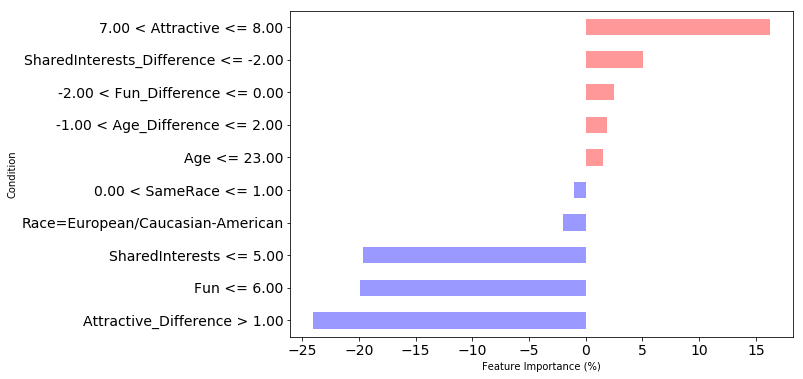 7.00 < Attractive <= 8.00
SharedInterests_Difference <= -2.00
-2.00 < Fun_Difference <= 0.00
-1.00 < Age_Difference <= 2.00
Age <= 23.00
0.00 < SameRace <= 1.00
Race=European/Caucasian-American
SharedInterests <= 5.00
Fun <= 6.00
Attractive_Difference > 1.00
Condition
−25 −20 −15 −10 −5 0 5 10 15
Feature Importance (%)